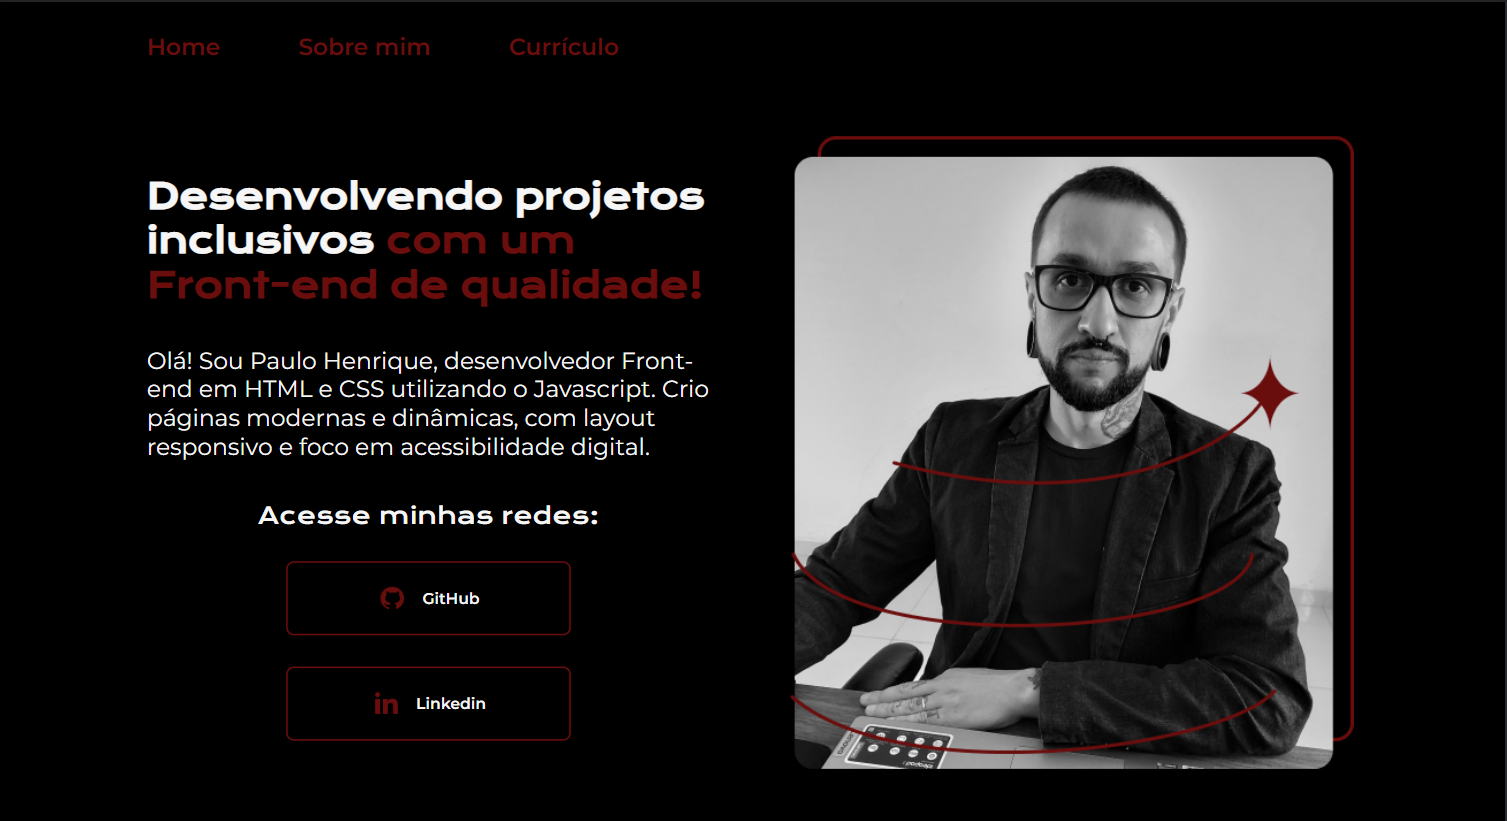 Home Sobre mim Currículo
Desenvolvendo projetos
inclusivos com um
Front-end de qualidade!
Olá! Sou Paulo Henrique, desenvolvedor Front-
end em HTML e CSS utilizando o Javascript. Crio
páginas modernas e dinâmicas, com layout
responsivo e foco em acessibilidade digital.
Acesse minhas redes:
GitHub
Linkedin